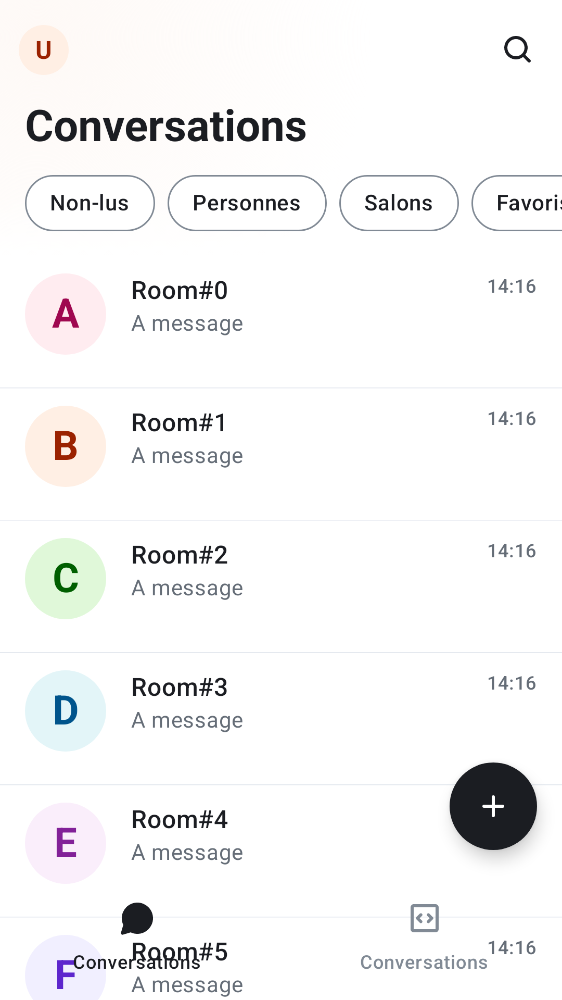 U
Conversations
Non-lus Personnes Salons Favoris
A Room#0 14:16
A message
B Room#1 14:16
A message
C Room#2 14:16
A message
D Room#3 14:16
A message
E Room#4
A message
F Room#5 14:16
Conversations Conversations
A message